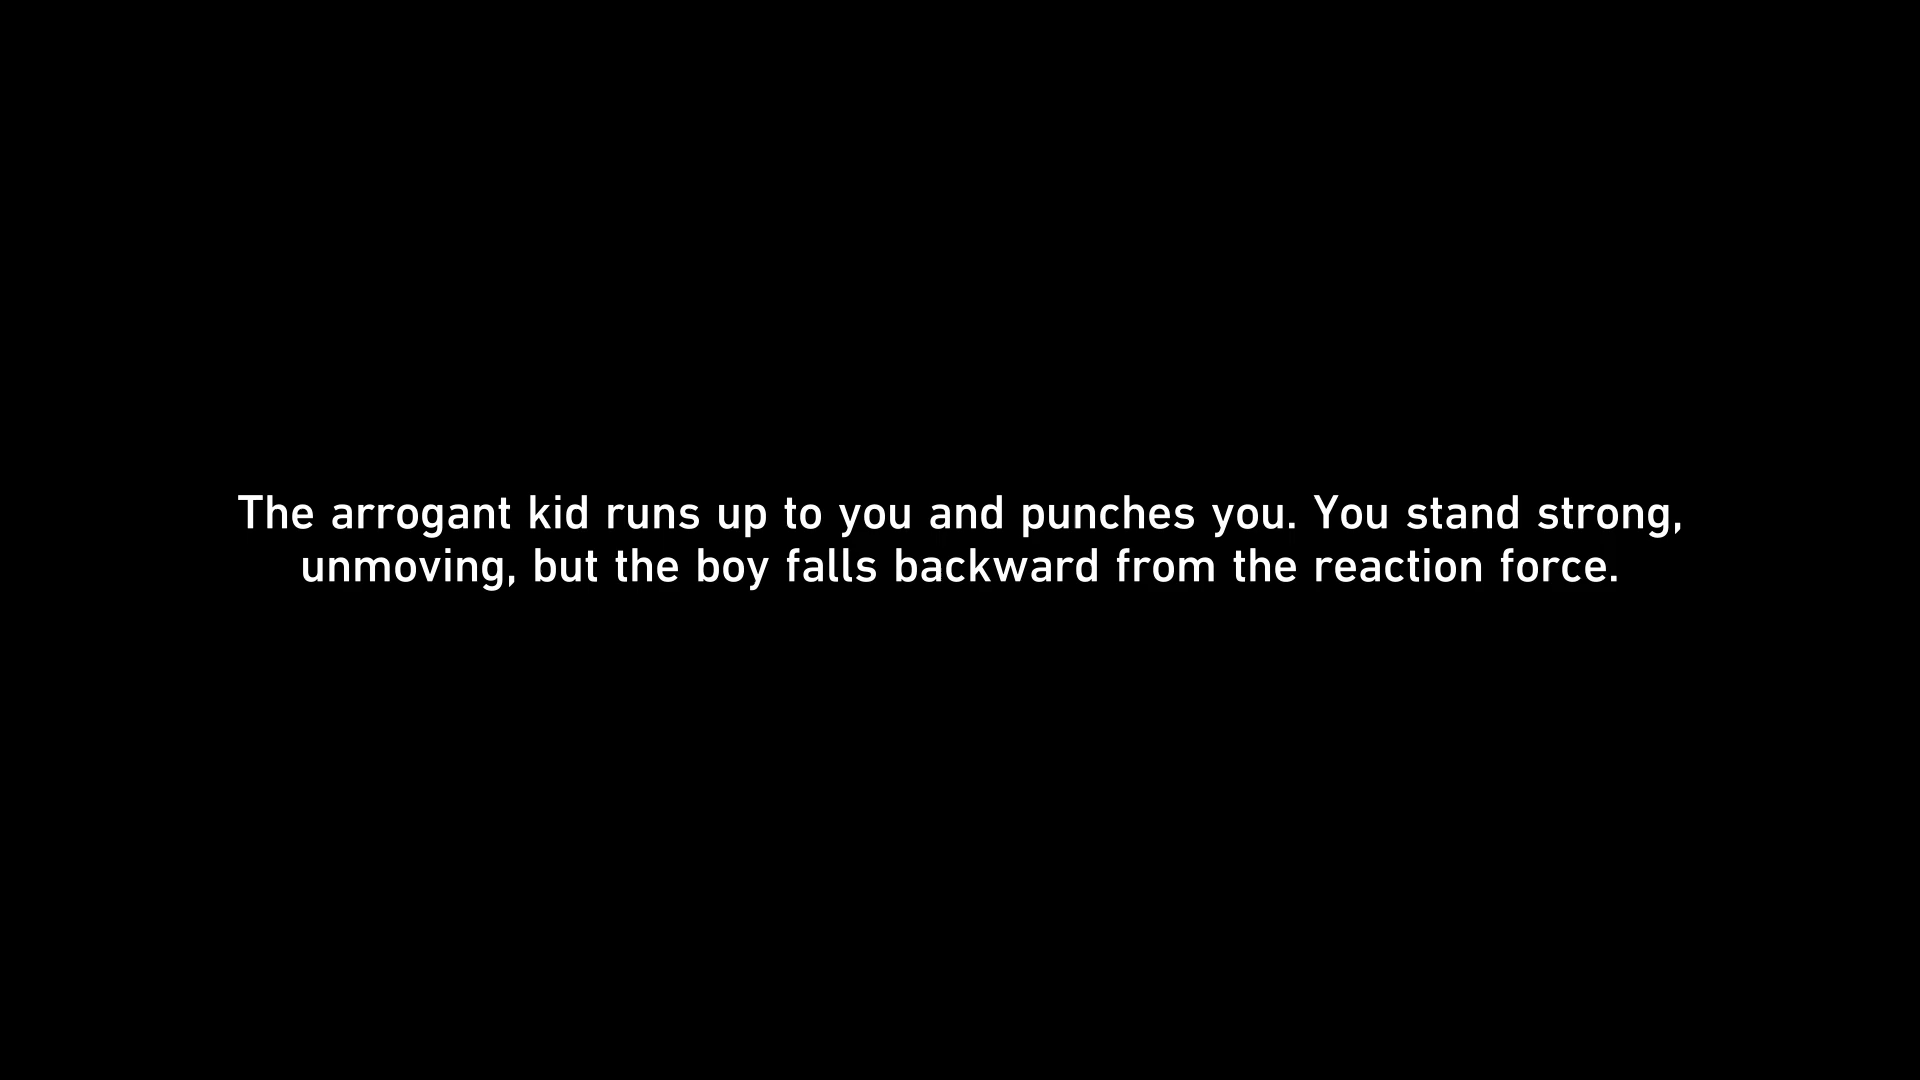 The arrogant kid runs up to you and punches you. You stand strong,
unmoving, but the boy falls backward from the reaction force.